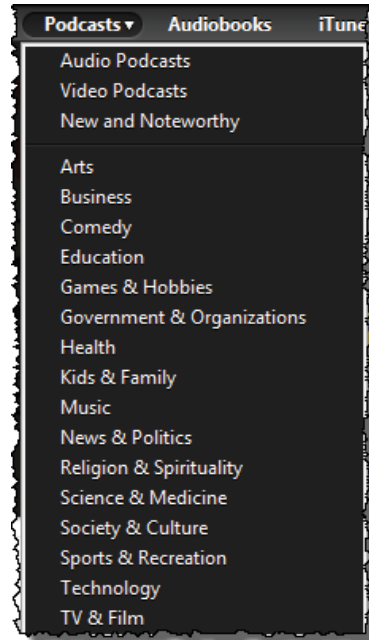 Podcasts▾ Audiobooks iTune
Audio Podcasts
Video Podcasts
New and Noteworthy
Arts
Business
Comedy
Education
Games & Hobbies
Government & Organizations
Health
Kids & Family
Music
News & Politics
Religion & Spirituality
Science & Medicine
Society & Culture
Sports & Recreation
Technology
TV & Film